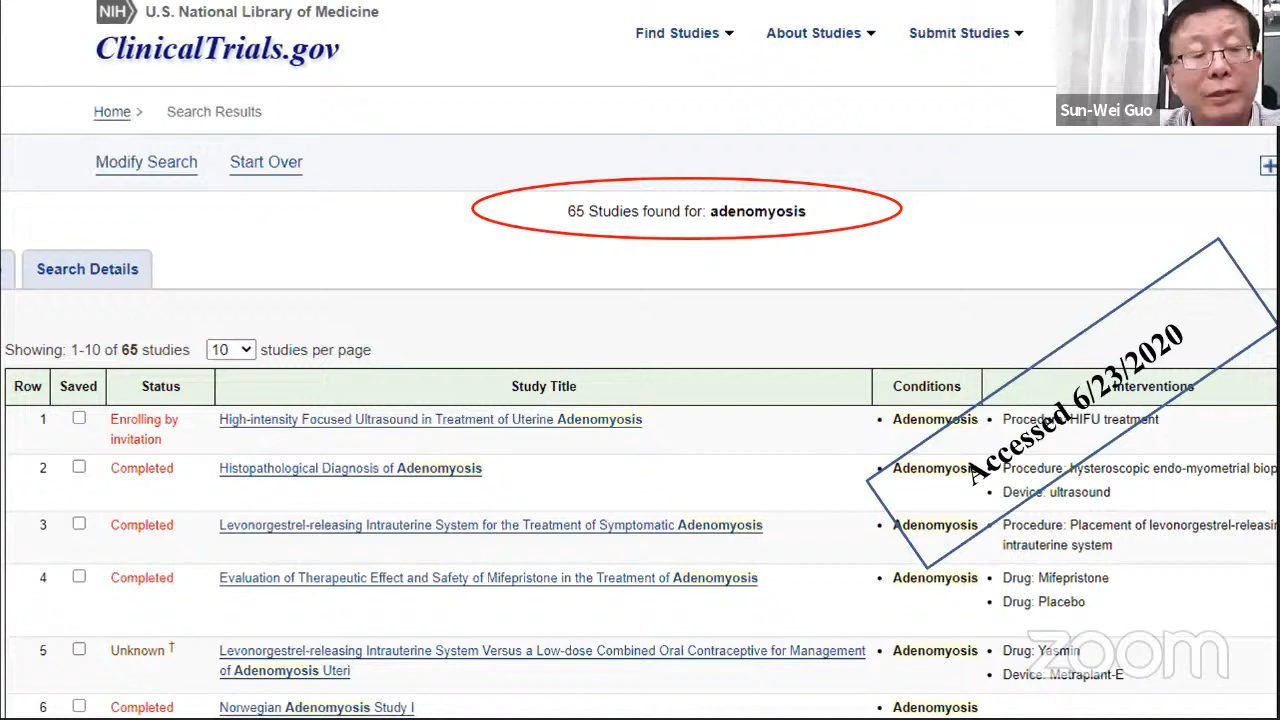 NIH U.S. National Library of Medicine
ClinicalTrials.gov
Find Studies About Studies Submit Studies
Sun-Wei Guo
Home > Search Results
Modify Search Start Over
65 Studies found for: adenomyosis
Search Details
Accessed 6/23/2020
Showing: 1-10 of 65 studies 10 studies per page
Row Saved Status Study Title Conditions Interventions
1 Enrolling by invitation High-intensity Focused Ultrasound in Treatment of Uterine Adenomyosis • Adenomyosis • Procedure: HIFU treatment
2 Completed Histopathological Diagnosis of Adenomyosis • Adenomyosis • Procedure: hysteroscopic endo-myometrial biop
• Device: ultrasound
3 Completed Levonorgestrel-releasing Intrauterine System for the Treatment of Symptomatic Adenomyosis • Adenomyosis • Procedure: Placement of levonorgestrel-releasin
intrauterine system
4 Completed Evaluation of Therapeutic Effect and Safety of Mifepristone in the Treatment of Adenomyosis • Adenomyosis • Drug: Mifepristone
• Drug: Placebo
5 Unknown † Levonorgestrel-releasing Intrauterine System Versus a Low-dose Combined Oral Contraceptive for Management • Adenomyosis • Drug: Yasmin
of Adenomyosis Uteri • Device: Metraplant-E
6 Completed Norwegian Adenomyosis Study I • Adenomyosis
zoom